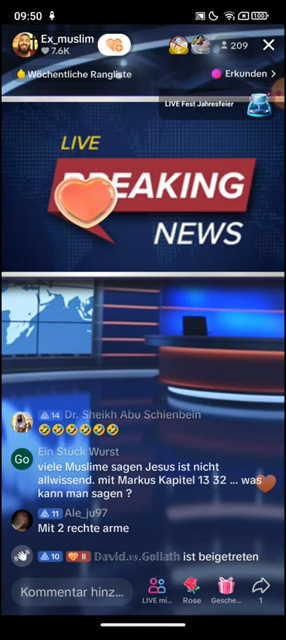 09:50
100
Ex_muslim
7.6K
209
Wöchentliche Rangliste
Erkunden >
LIVE Fest Jahresfeier
LIVE
BREAKING
NEWS
14 Dr. Sheikh Abu Schienbein
🤣🤣🤣🤣🤣🤣
Go
Ein Stück Wurst
viele Muslime sagen Jesus ist nicht
allwissend. mit Markus Kapitel 13 32 ... was
kann man sagen ?
11 Ale_ju97
Mit 2 rechte arme
10 II David.vs.Goliath ist beigetreten
Kommentar hinz...
LIVE mi...
Rose
Gesche...
1